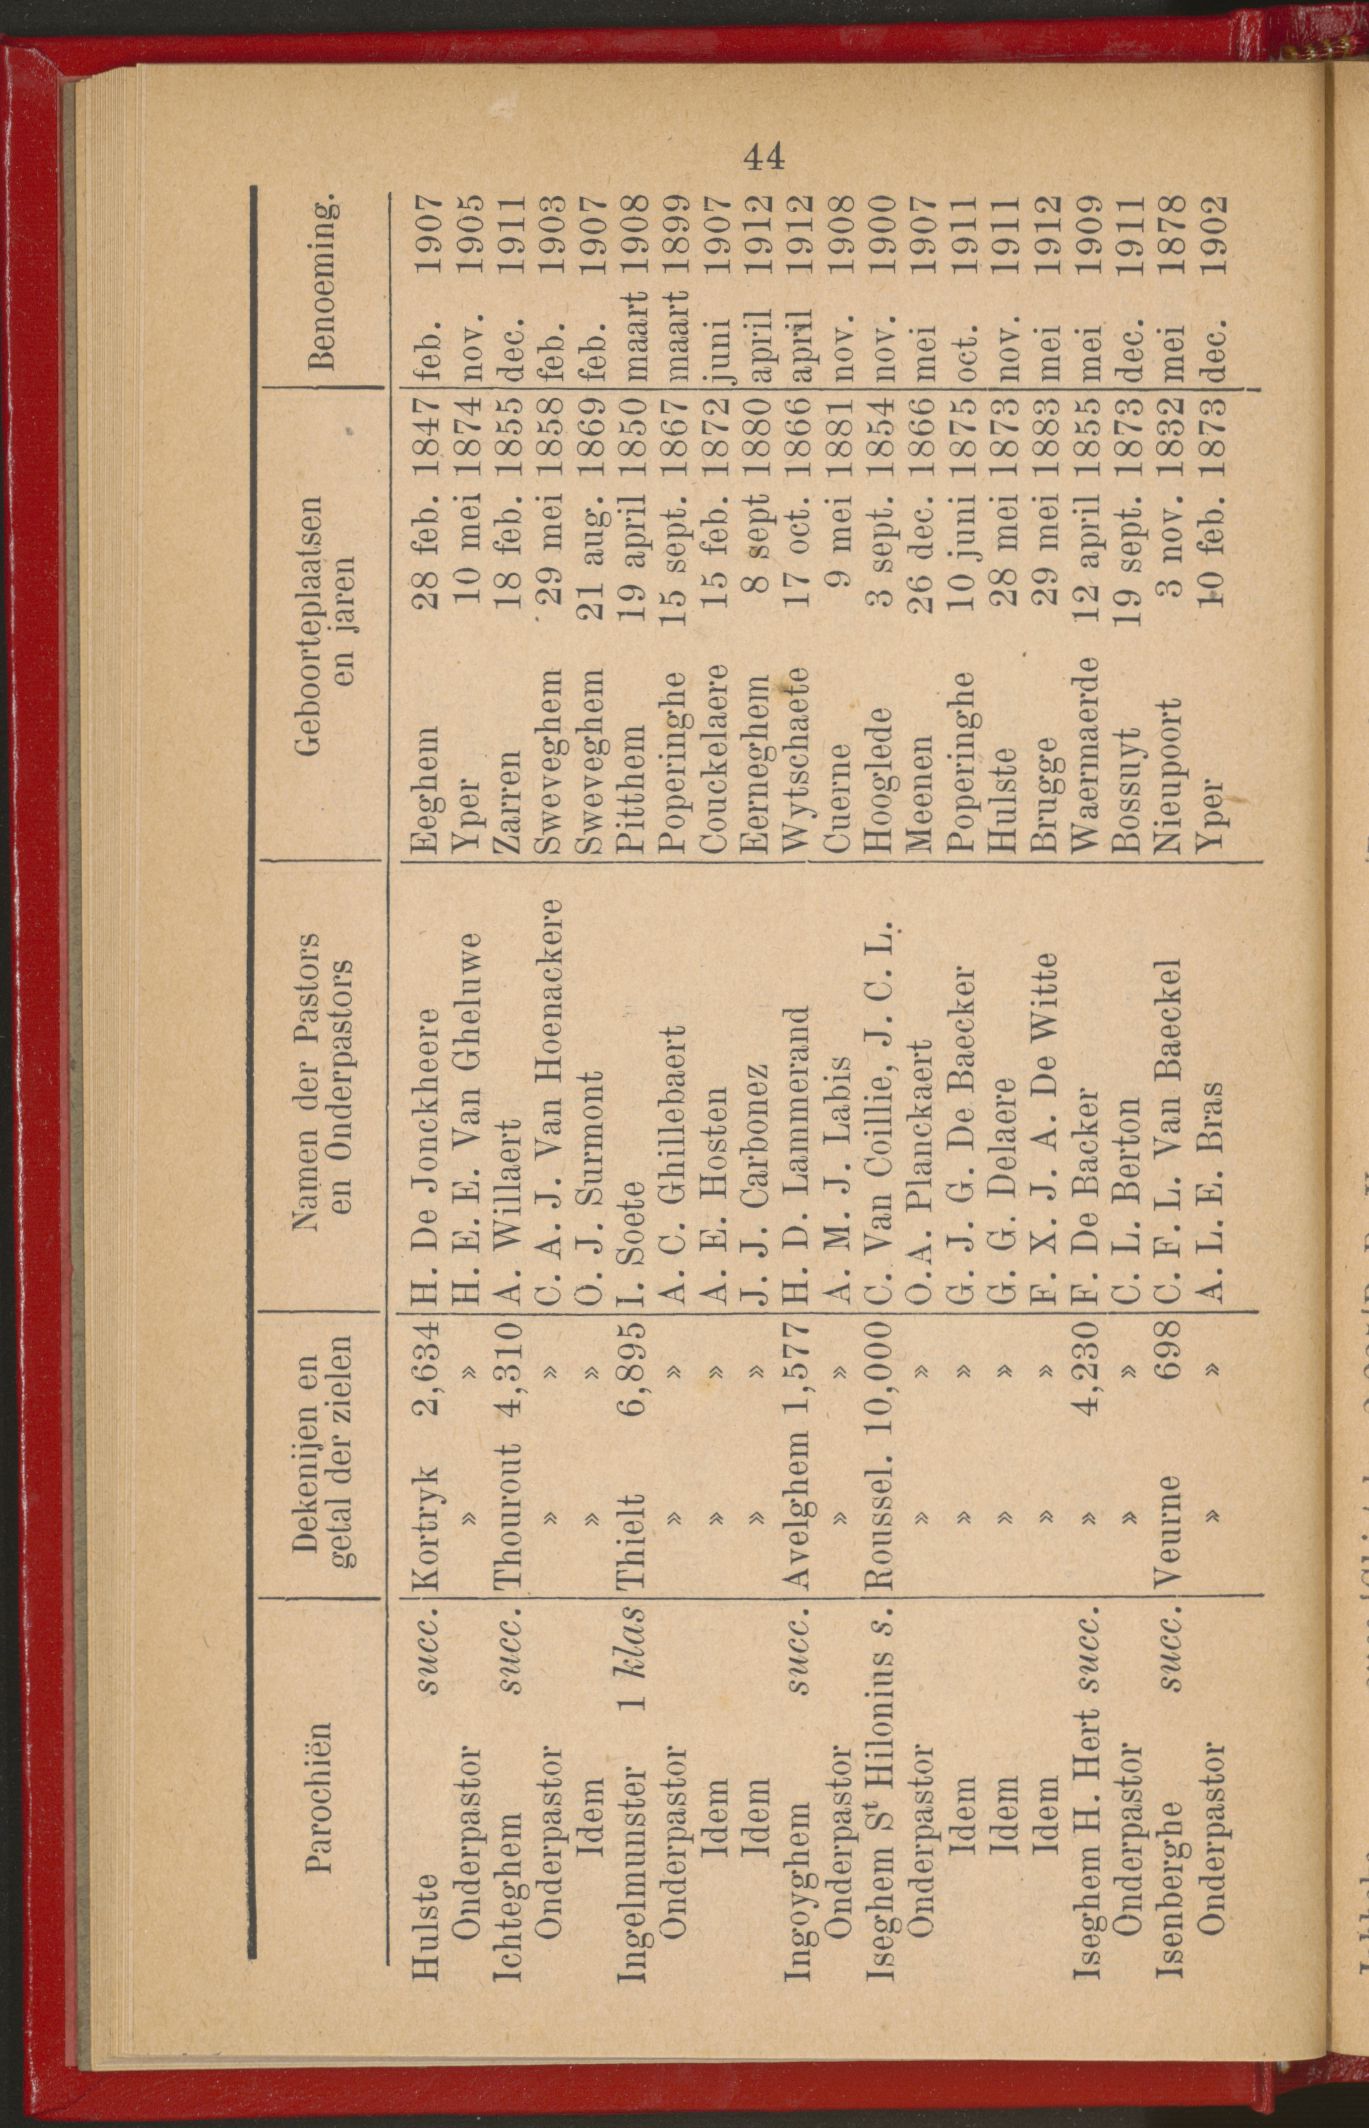 44
Parochiën | Dekenijen en getal der zielen | Namen der Pastors en Onderpastors | Geboorteplaatsen en jaren | Benoeming.
Hulste succ. Kortryk 2,634 H. De Jonckheere Eeghem 28 feb. 1847 feb. 1907
Onderpastor » » H. E. E. Van Gheluwe Yper 10 mei 1874 nov. 1905
Ichteghem succ. Thourout 4,310 A. Willaert Zarren 18 feb. 1855 dec. 1911
Onderpastor » » C. A. J. Van Hoenackere Sweveghem 29 mei 1858 feb. 1903
Idem » » O. J. Surmont Sweveghem 21 aug. 1869 feb. 1907
Ingelmunster 1 klas Thielt 6,895 I. Soete Pitthem 19 april 1850 maart 1908
Onderpastor » » A. C. Ghillebaert Poperinghe 15 sept. 1867 maart 1899
Idem » » A. E. Hosten Couckelaere 15 feb. 1872 juni 1907
Idem » » J. J. Carbonez Eerneghem 8 sept 1880 april 1912
Ingoyghem succ. Avelghem 1,577 H. D. Lammerand Wytschaete 17 oct. 1866 april 1912
Onderpastor » » A. M. J. Labis Cuerne 9 mei 1881 nov. 1908
Iseghem St Hilonius s. Roussel. 10,000 C. Van Coillie, J. C. L. Hooglede 3 sept. 1854 nov. 1900
Onderpastor » » O. A. Planckaert Meenen 26 dec. 1866 mei 1907
Idem » » G. J. G. De Baecker Poperinghe 10 juni 1875 oct. 1911
Idem » » G. G. Delaere Hulste 28 mei 1873 nov. 1911
Idem » » F. X. J. A. De Witte Brugge 29 mei 1883 mei 1912
Iseghem H. Hert succ. » 4,230 F. De Backer Waermaerde 12 april 1855 mei 1909
Onderpastor » » C. L. Berton Bossuyt 19 sept. 1873 dec. 1911
Isenberghe succ. Veurne 698 C. F. L. Van Baeckel Nieupoort 3 nov. 1832 mei 1878
Onderpastor » » A. L. E. Bras Yper 10 feb. 1873 dec. 1902